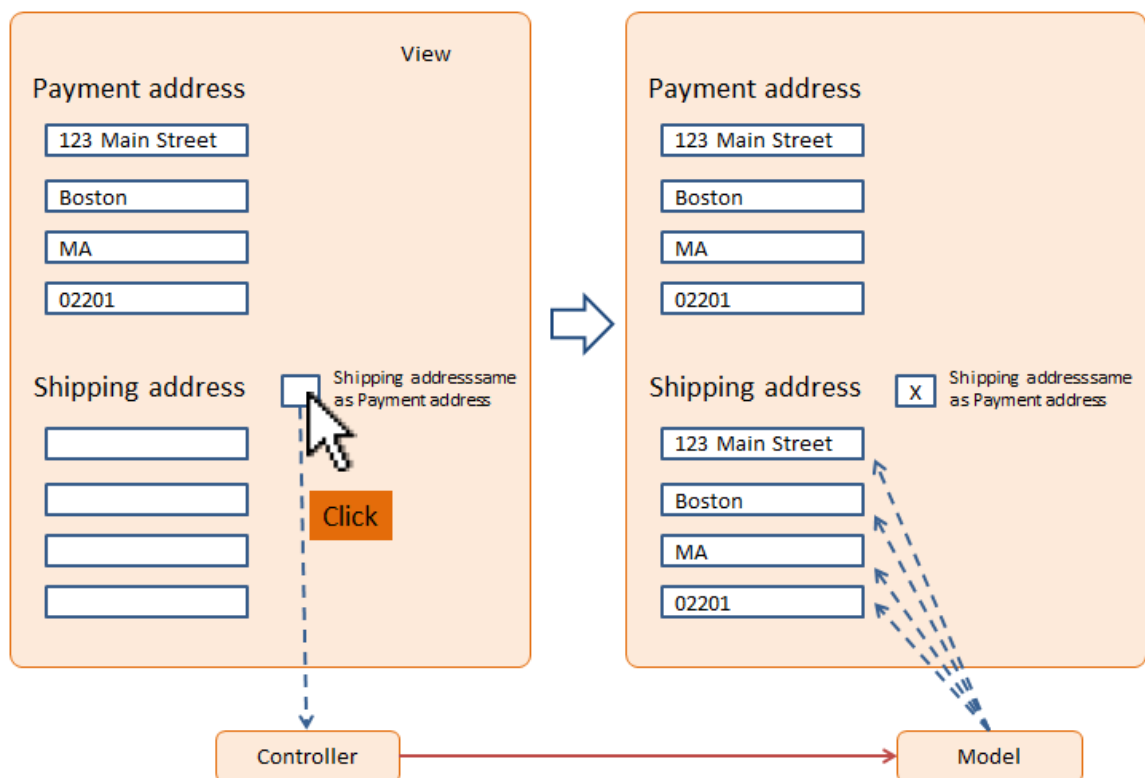 View
Payment address
123 Main Street
Boston
MA
02201
Shipping address
Shipping addresssame
as Payment address
Click
Payment address
123 Main Street
Boston
MA
02201
Shipping address
X
Shipping addresssame
as Payment address
123 Main Street
Boston
MA
02201
Controller
Model